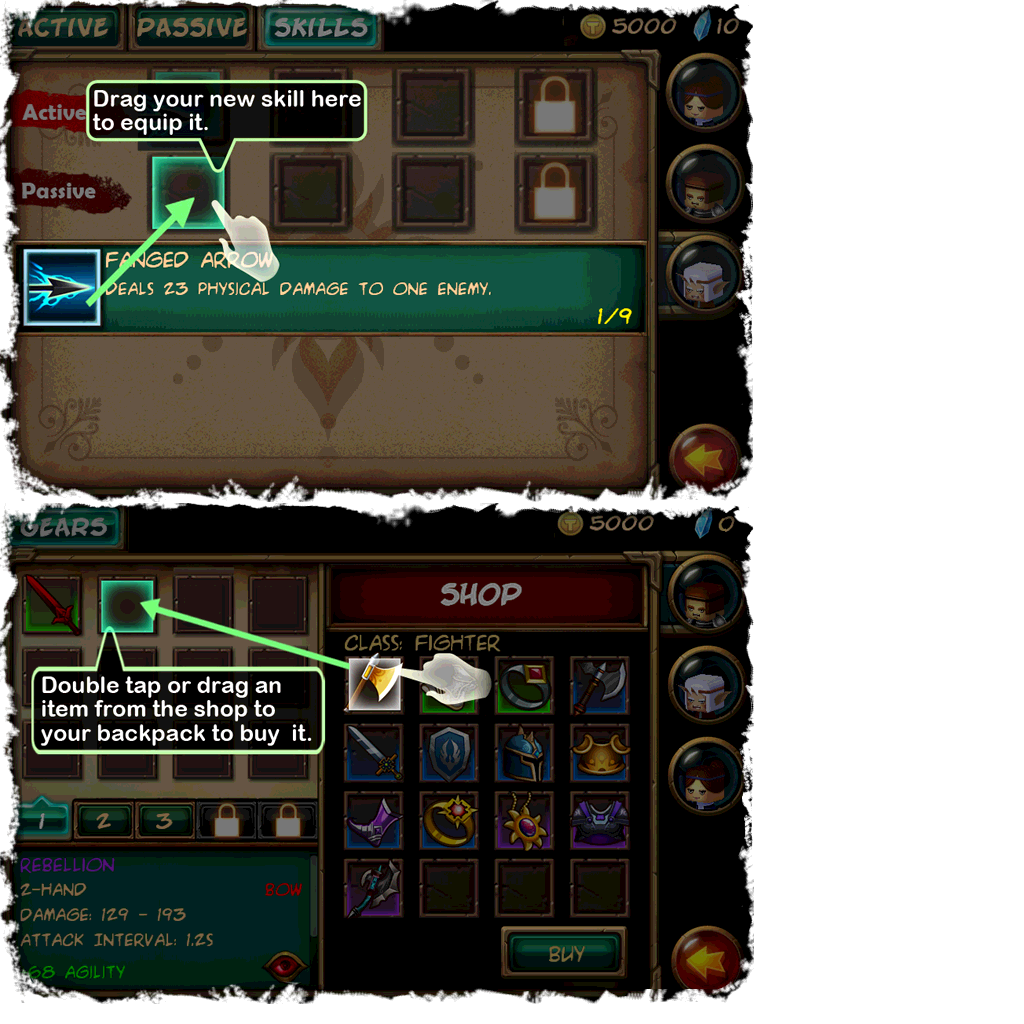 ACTIVE PASSIVE SKILLS 5000 10
Drag your new skill here
to equip it.
Active
Passive
FANGED ARROW
DEALS 23 PHYSICAL DAMAGE TO ONE ENEMY.
1/9
GEARS 5000 0
SHOP
CLASS: FIGHTER
Double tap or drag an
item from the shop to
your backpack to buy it.
1 2 3
REBELLION
2-HAND BOW
DAMAGE: 129 - 193
ATTACK INTERVAL: 1.2S
68 AGILITY
BUY